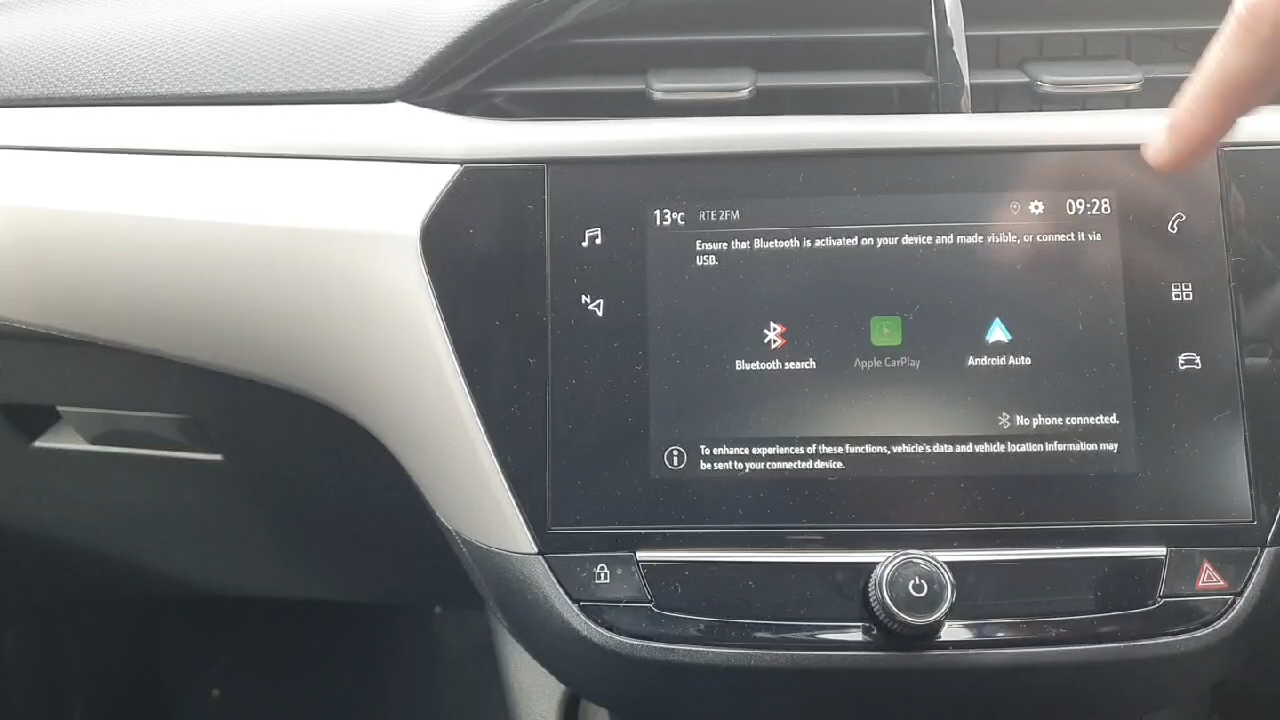 13°C RTE 2FM 09:28
Ensure that Bluetooth is activated on your device and made visible, or connect it via
USB.
N
Bluetooth search
Apple CarPlay
Android Auto
No phone connected.
To enhance experiences of these functions, vehicle's data and vehicle location information may
be sent to your connected device.